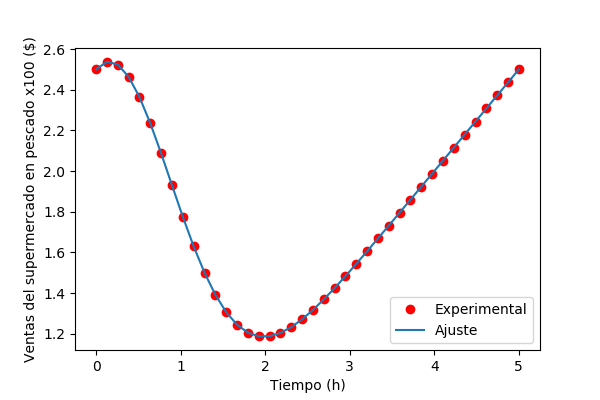 Ventas del supermercado en pescado x100 ($)
2.6
2.4
2.2
2.0
1.8
1.6
1.4
1.2
0 1 2 3 4 5
Tiempo (h)
Experimental
Ajuste